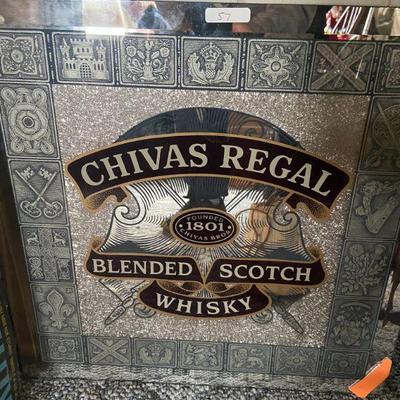 57
CHIVAS REGAL
FOUNDED
1801
CHIVAS BROS
BLENDED SCOTCH
WHISKY